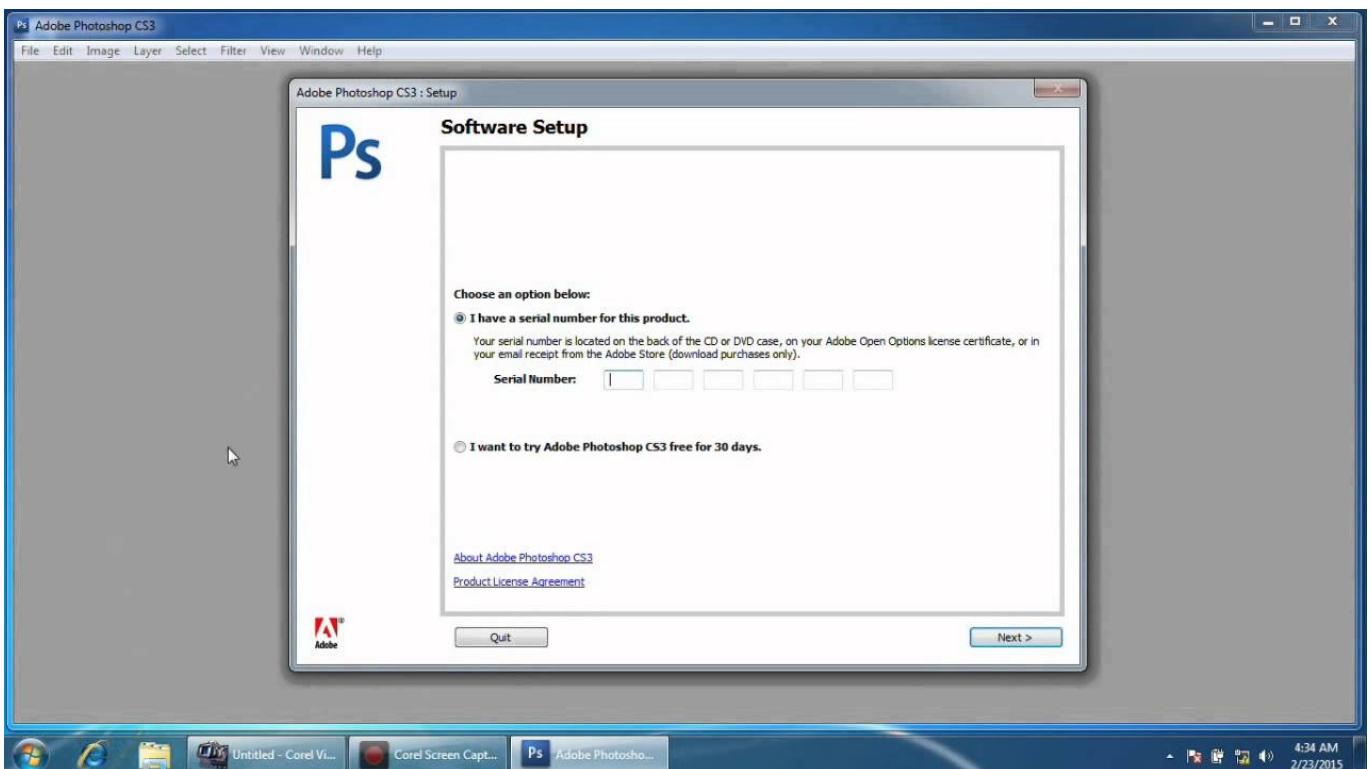 Ps Adobe Photoshop CS3
File Edit Image Layer Select Filter View Window Help
Adobe Photoshop CS3 : Setup
Ps
Software Setup
Choose an option below:
I have a serial number for this product.
Your serial number is located on the back of the CD or DVD case, on your Adobe Open Options license certificate, or in
your email receipt from the Adobe Store (download purchases only).
Serial Number:
I want to try Adobe Photoshop CS3 free for 30 days.
About Adobe Photoshop CS3
Product License Agreement
Adobe
Quit
Next >
Untitled - Corel Vi...
Corel Screen Capt...
Ps Adobe Photosho...
4:34 AM
2/23/2015